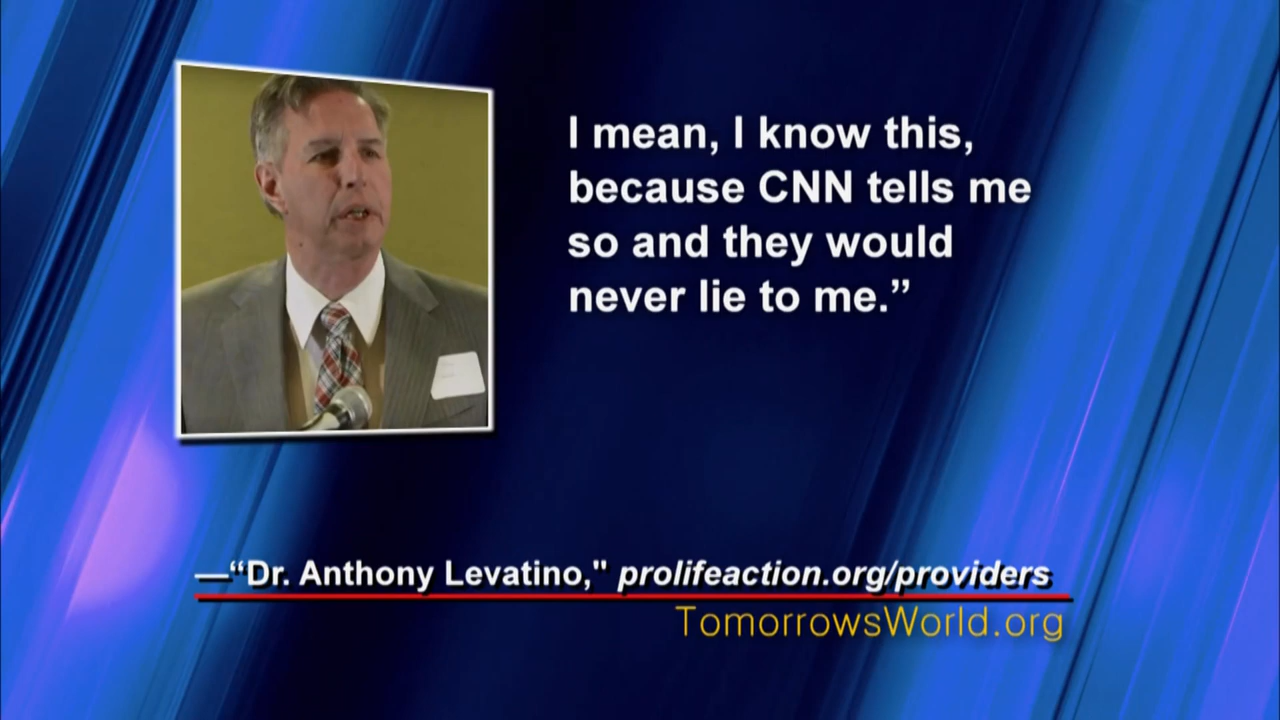 I mean, I know this,
because CNN tells me
so and they would
never lie to me.”
—“Dr. Anthony Levatino," prolifeaction.org/providers
TomorrowsWorld.org